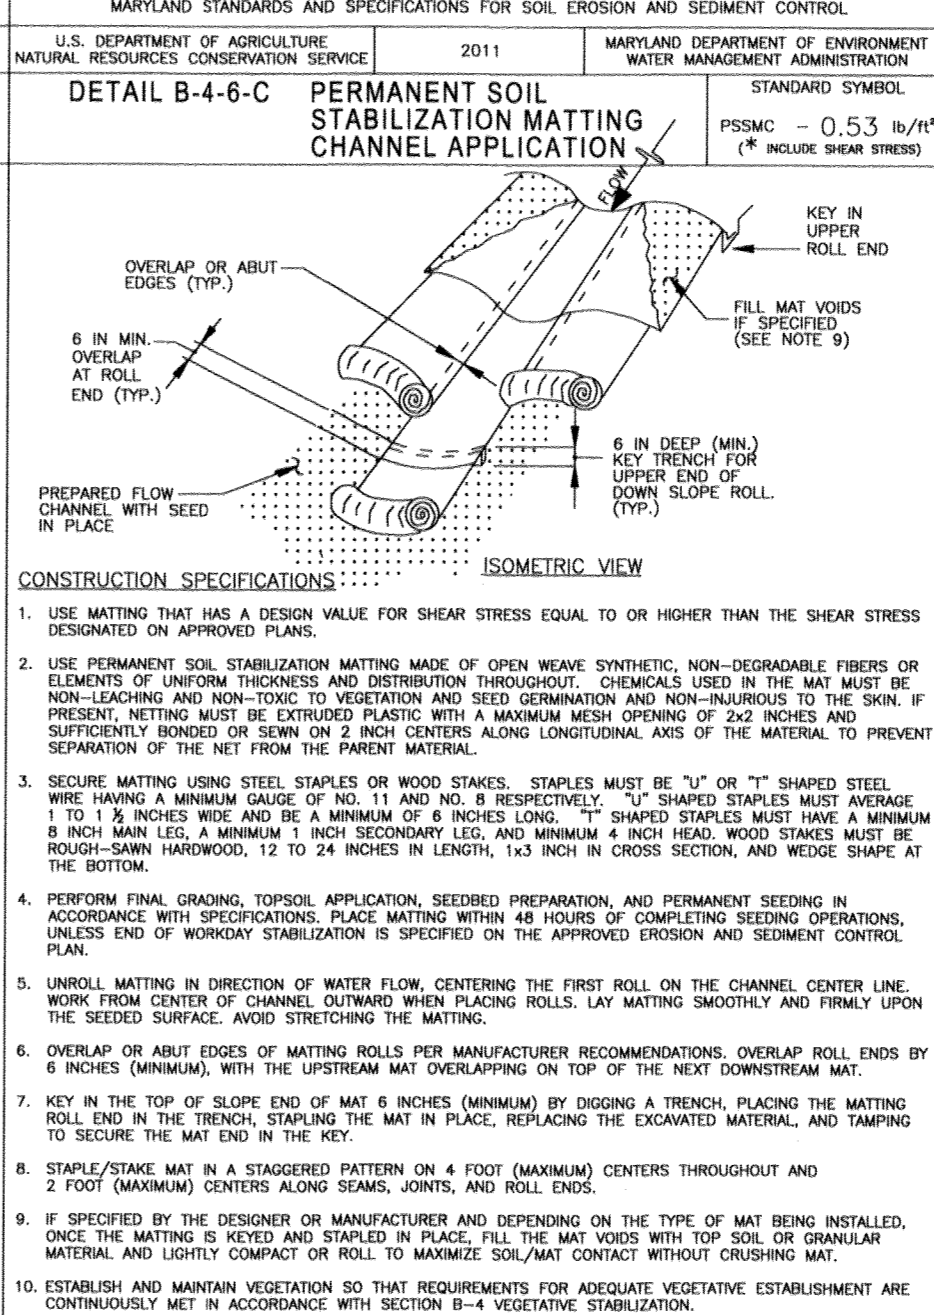 MARYLAND STANDARDS AND SPECIFICATIONS FOR SOIL EROSION AND SEDIMENT CONTROL
U.S. DEPARTMENT OF AGRICULTURE
NATURAL RESOURCES CONSERVATION SERVICE
2011
MARYLAND DEPARTMENT OF ENVIRONMENT
WATER MANAGEMENT ADMINISTRATION
DETAIL B-4-6-C
PERMANENT SOIL
STABILIZATION MATTING
CHANNEL APPLICATION
STANDARD SYMBOL
PSSMC - 0.53 lb/ft²
(* INCLUDE SHEAR STRESS)
FLOW
KEY IN
UPPER
ROLL END
OVERLAP OR ABUT
EDGES (TYP.)
FILL MAT VOIDS
IF SPECIFIED
(SEE NOTE 9)
6 IN MIN.
OVERLAP
AT ROLL
END (TYP.)
6 IN DEEP (MIN.)
KEY TRENCH FOR
UPPER END OF
DOWN SLOPE ROLL.
(TYP.)
PREPARED FLOW
CHANNEL WITH SEED
IN PLACE
ISOMETRIC VIEW
CONSTRUCTION SPECIFICATIONS
1. USE MATTING THAT HAS A DESIGN VALUE FOR SHEAR STRESS EQUAL TO OR HIGHER THAN THE SHEAR STRESS
DESIGNATED ON APPROVED PLANS.
2. USE PERMANENT SOIL STABILIZATION MATTING MADE OF OPEN WEAVE SYNTHETIC, NON-DEGRADABLE FIBERS OR
ELEMENTS OF UNIFORM THICKNESS AND DISTRIBUTION THROUGHOUT. CHEMICALS USED IN THE MAT MUST BE
NON-LEACHING AND NON-TOXIC TO VEGETATION AND SEED GERMINATION AND NON-INJURIOUS TO THE SKIN. IF
PRESENT, NETTING MUST BE EXTRUDED PLASTIC WITH A MAXIMUM MESH OPENING OF 2x2 INCHES AND
SUFFICIENTLY BONDED OR SEWN ON 2 INCH CENTERS ALONG LONGITUDINAL AXIS OF THE MATERIAL TO PREVENT
SEPARATION OF THE NET FROM THE PARENT MATERIAL.
3. SECURE MATTING USING STEEL STAPLES OR WOOD STAKES. STAPLES MUST BE "U" OR "T" SHAPED STEEL
WIRE HAVING A MINIMUM GAUGE OF NO. 11 AND NO. 8 RESPECTIVELY. "U" SHAPED STAPLES MUST AVERAGE
1 TO 1 ½ INCHES WIDE AND BE A MINIMUM OF 6 INCHES LONG. "T" SHAPED STAPLES MUST HAVE A MINIMUM
8 INCH MAIN LEG, A MINIMUM 1 INCH SECONDARY LEG, AND MINIMUM 4 INCH HEAD. WOOD STAKES MUST BE
ROUGH-SAWN HARDWOOD, 12 TO 24 INCHES IN LENGTH, 1x3 INCH IN CROSS SECTION, AND WEDGE SHAPE AT
THE BOTTOM.
4. PERFORM FINAL GRADING, TOPSOIL APPLICATION, SEEDBED PREPARATION, AND PERMANENT SEEDING IN
ACCORDANCE WITH SPECIFICATIONS. PLACE MATTING WITHIN 48 HOURS OF COMPLETING SEEDING OPERATIONS,
UNLESS END OF WORKDAY STABILIZATION IS SPECIFIED ON THE APPROVED EROSION AND SEDIMENT CONTROL
PLAN.
5. UNROLL MATTING IN DIRECTION OF WATER FLOW, CENTERING THE FIRST ROLL ON THE CHANNEL CENTER LINE.
WORK FROM CENTER OF CHANNEL OUTWARD WHEN PLACING ROLLS. LAY MATTING SMOOTHLY AND FIRMLY UPON
THE SEEDED SURFACE. AVOID STRETCHING THE MATTING.
6. OVERLAP OR ABUT EDGES OF MATTING ROLLS PER MANUFACTURER RECOMMENDATIONS. OVERLAP ROLL ENDS BY
6 INCHES (MINIMUM), WITH THE UPSTREAM MAT OVERLAPPING ON TOP OF THE NEXT DOWNSTREAM MAT.
7. KEY IN THE TOP OF SLOPE END OF MAT 6 INCHES (MINIMUM) BY DIGGING A TRENCH, PLACING THE MATTING
ROLL END IN THE TRENCH, STAPLING THE MAT IN PLACE, REPLACING THE EXCAVATED MATERIAL, AND TAMPING
TO SECURE THE MAT END IN THE KEY.
8. STAPLE/STAKE MAT IN A STAGGERED PATTERN ON 4 FOOT (MAXIMUM) CENTERS THROUGHOUT AND
2 FOOT (MAXIMUM) CENTERS ALONG SEAMS, JOINTS, AND ROLL ENDS.
9. IF SPECIFIED BY THE DESIGNER OR MANUFACTURER AND DEPENDING ON THE TYPE OF MAT BEING INSTALLED,
ONCE THE MATTING IS KEYED AND STAPLED IN PLACE, FILL THE MAT VOIDS WITH TOP SOIL OR GRANULAR
MATERIAL AND LIGHTLY COMPACT OR ROLL TO MAXIMIZE SOIL/MAT CONTACT WITHOUT CRUSHING MAT.
10. ESTABLISH AND MAINTAIN VEGETATION SO THAT REQUIREMENTS FOR ADEQUATE VEGETATIVE ESTABLISHMENT ARE
CONTINUOUSLY MET IN ACCORDANCE WITH SECTION B-4 VEGETATIVE STABILIZATION.